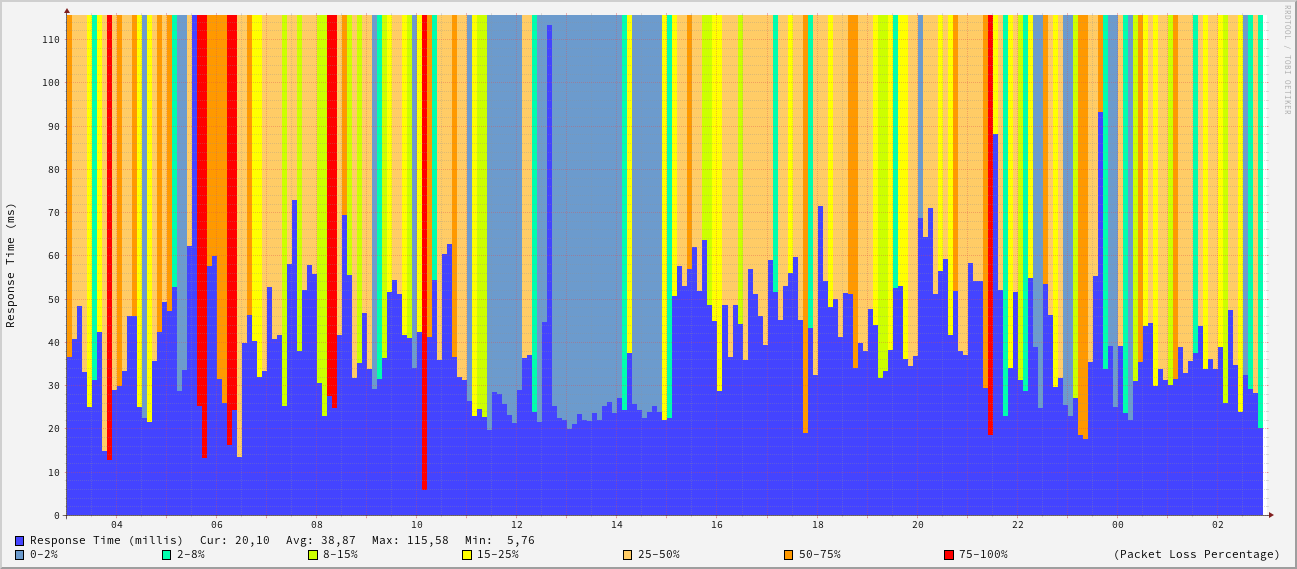 RRDTOOL / TOBI OETIKER
Response Time (ms)
110
100
90
80
70
60
50
40
30
20
10
0
04 06 08 10 12 14 16 18 20 22 00 02
Response Time (millis) Cur: 20,10 Avg: 38,87 Max: 115,58 Min: 5,76
0-2% 2-8% 8-15% 15-25% 25-50% 50-75% 75-100% (Packet Loss Percentage)